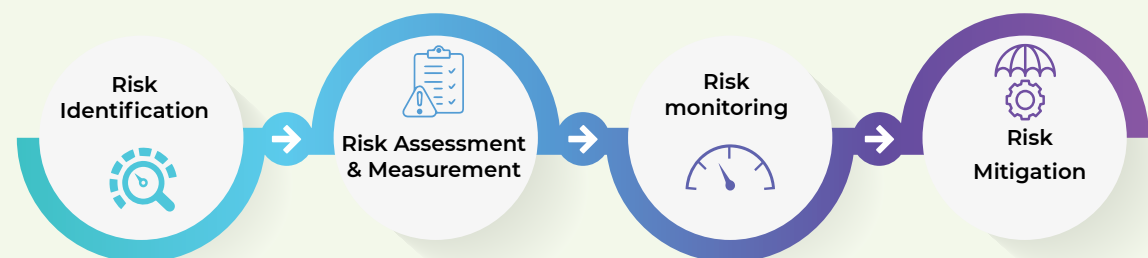 Risk
Identification
Risk Assessment
& Measurement
Risk
monitoring
Risk
Mitigation